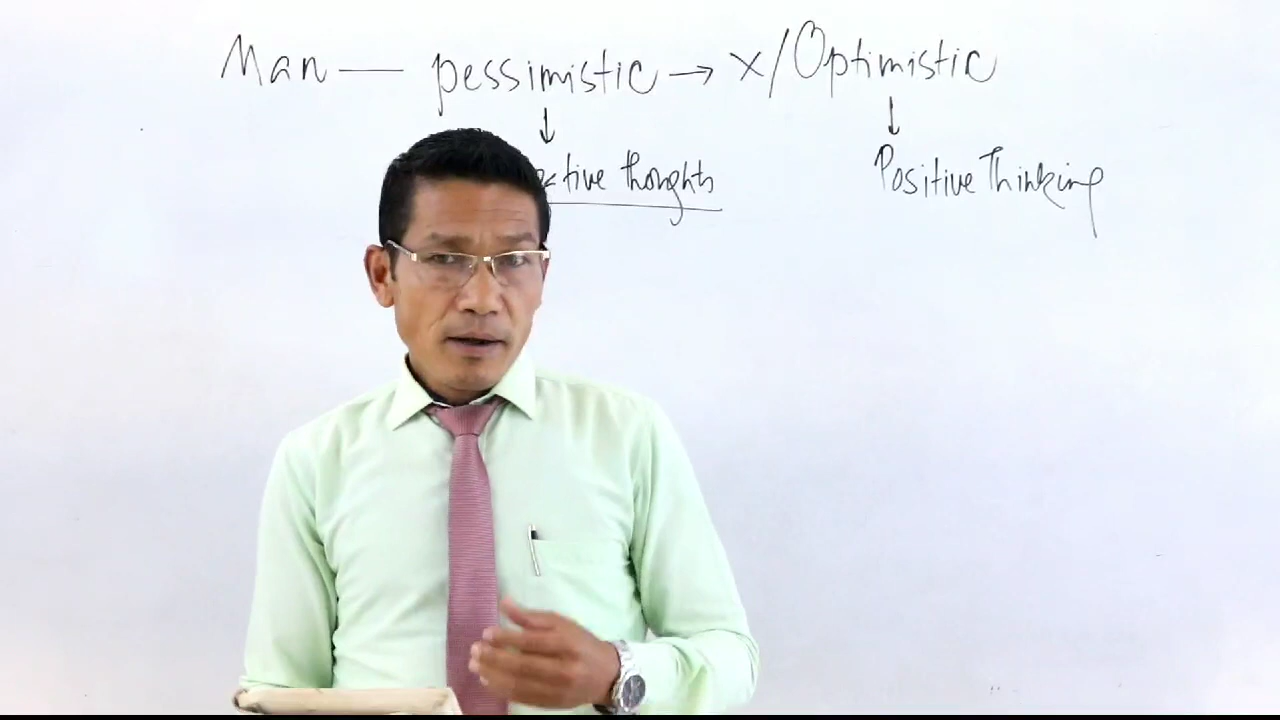 Man — pessimistic → x/Optimistic
↓ ↓
tive thoughts Positive Thinking